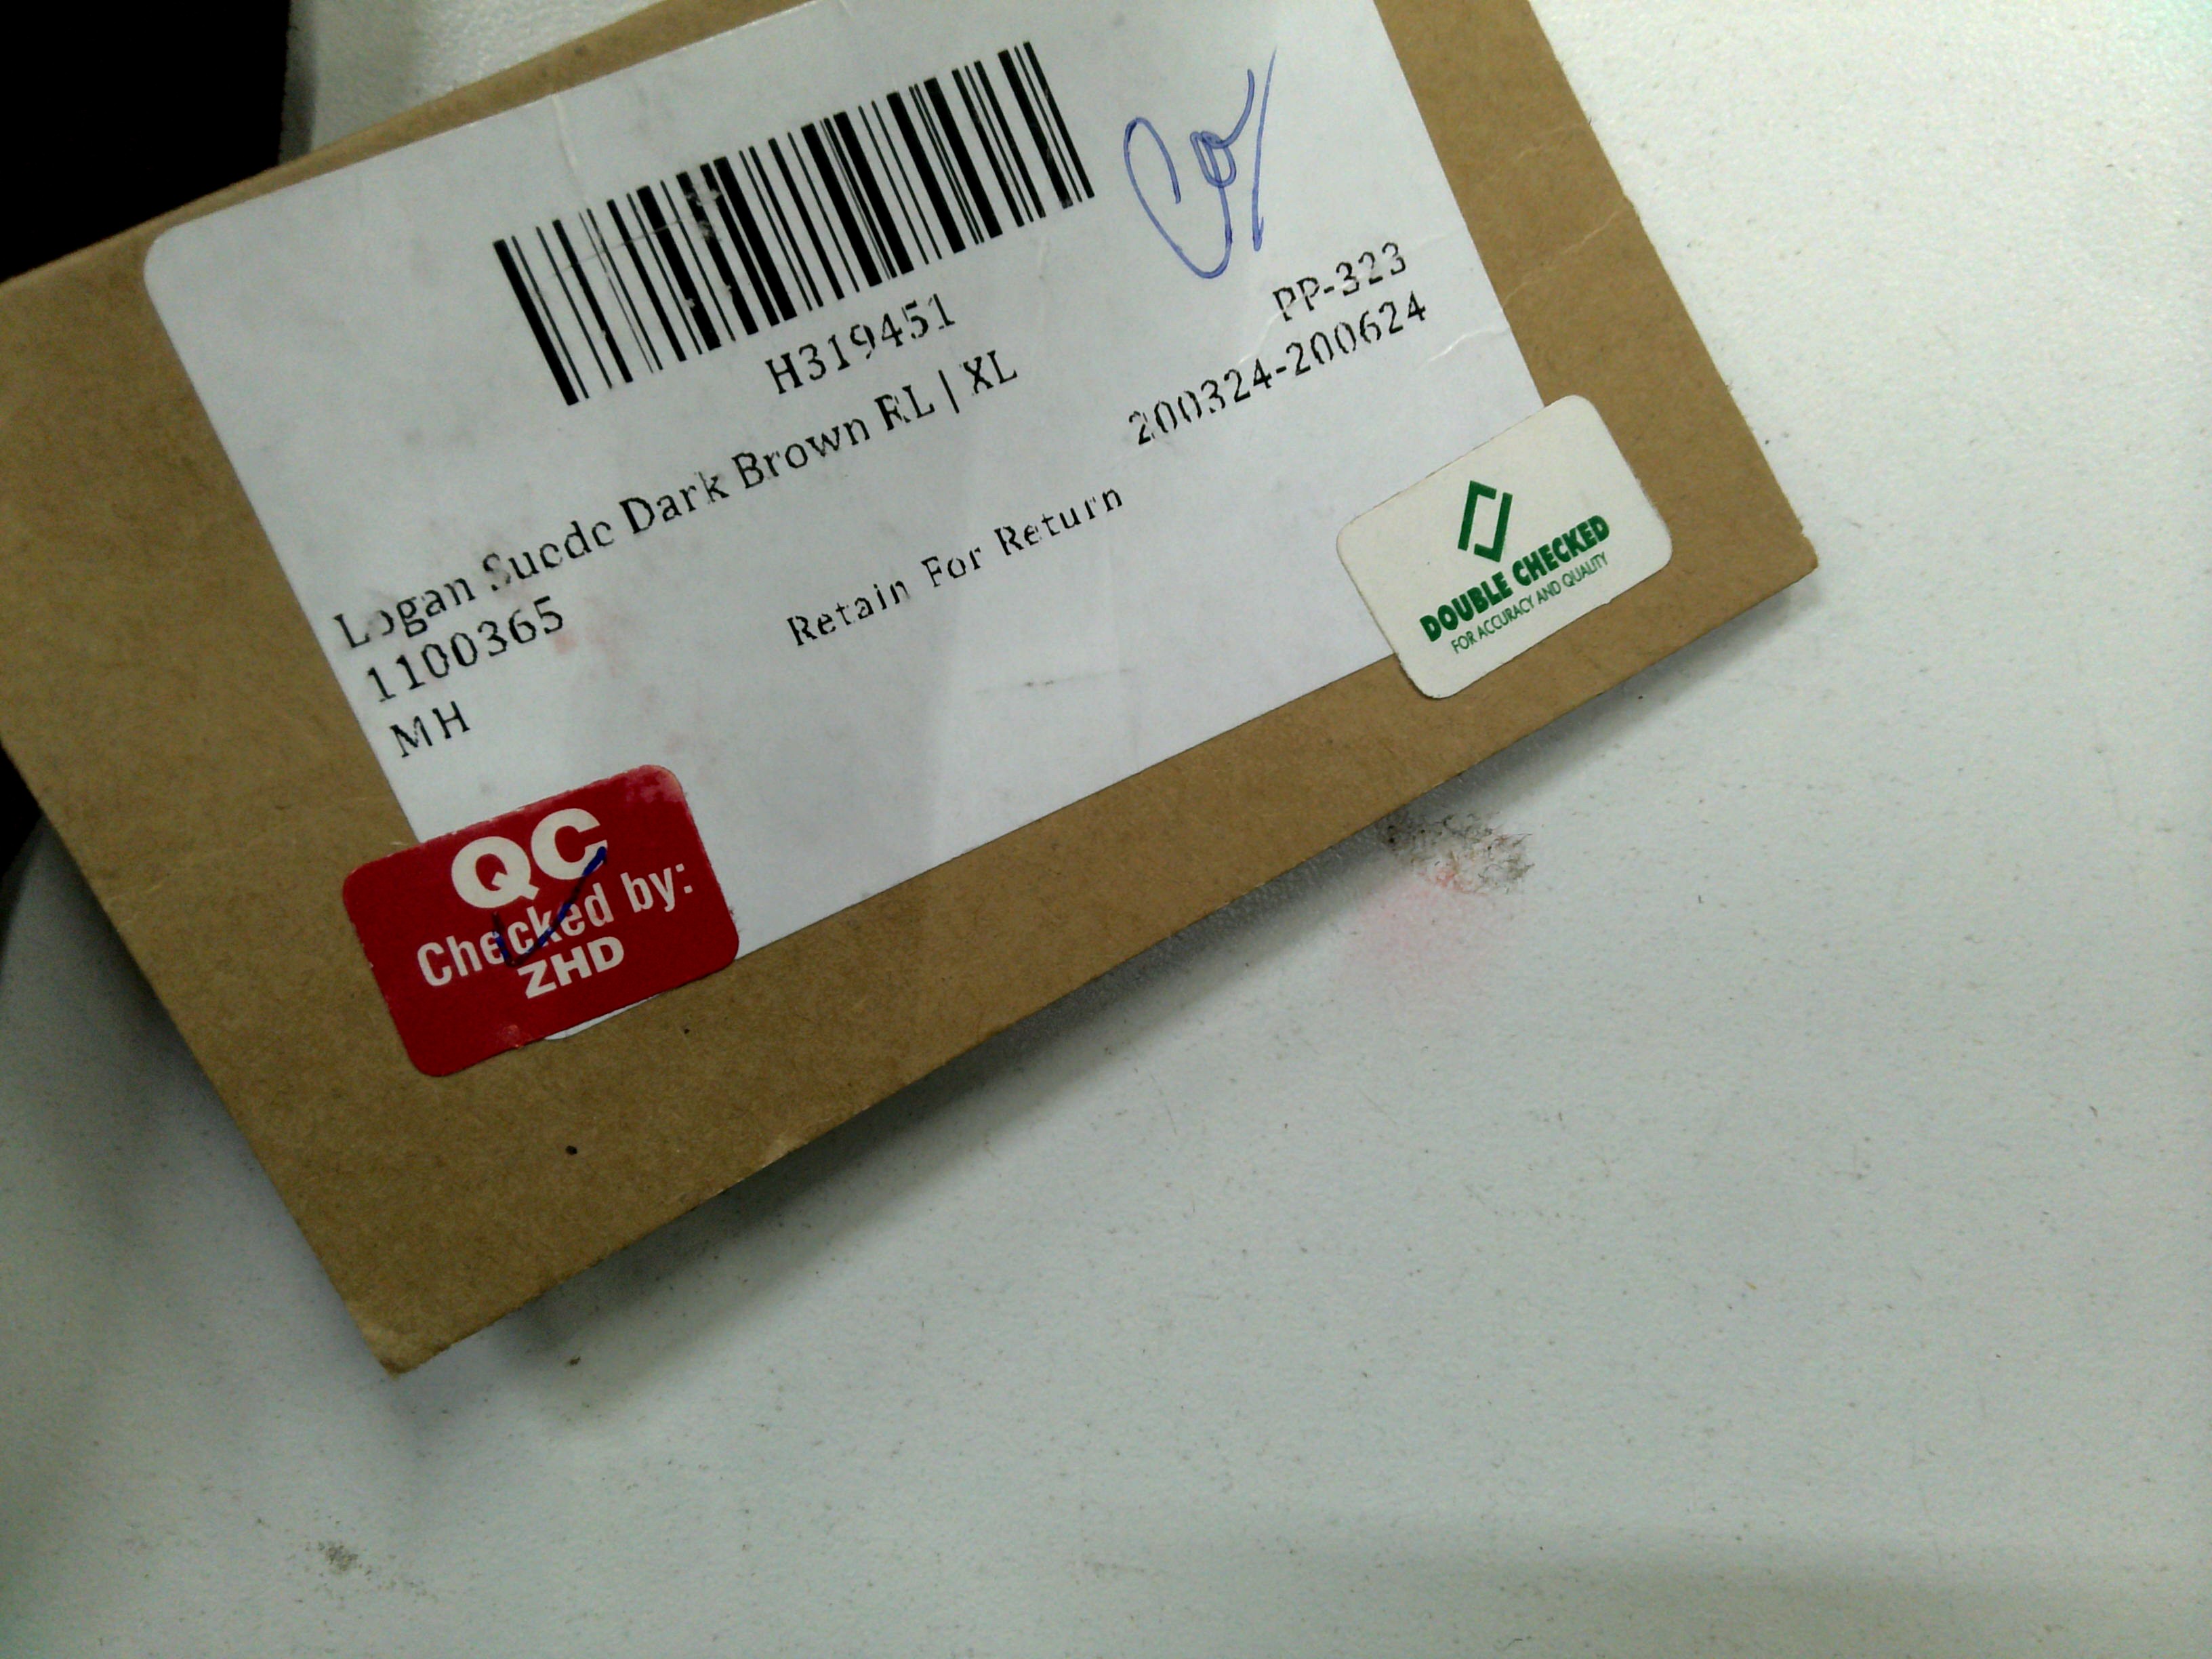 H319451
PP-323
Logan Suede Dark Brown RL | XL
200324-200624
1100365
Retain For Return
MH
DOUBLE CHECKED
FOR ACCURACY AND QUALITY
QC
Checked by:
ZHD